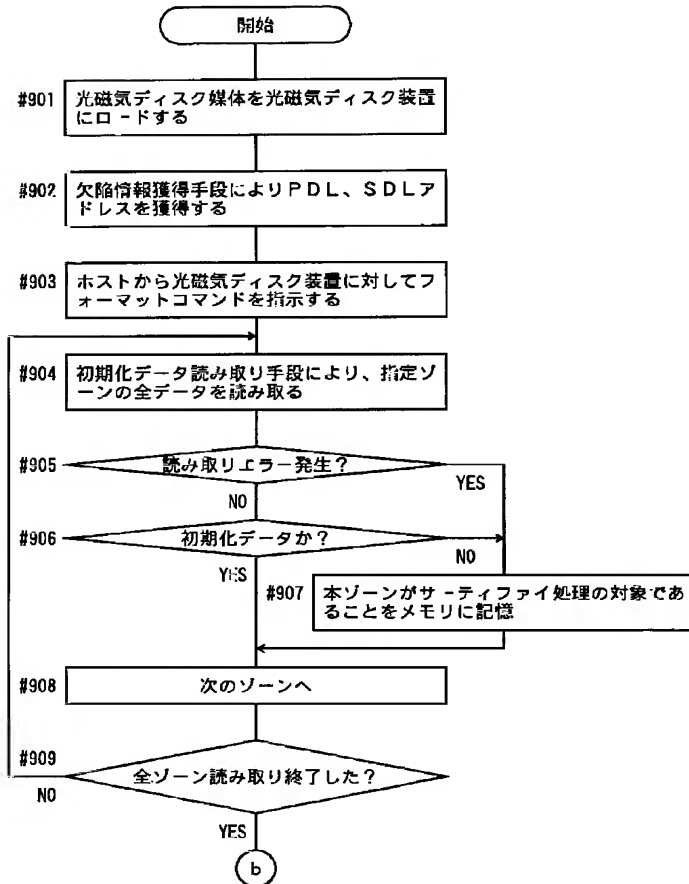 開始
#901
光磁気ディスク媒体を光磁気ディスク装置
にロードする
#902
欠陥情報獲得手段によりPDL、SDLア
ドレスを獲得する
#903
ホストから光磁気ディスク装置に対してフ
ォーマットコマンドを指示する
#904
初期化データ読み取り手段により、指定ゾ
ーンの全データを読み取る
#905
読み取りエラー発生?
YES
NO
#906
初期化データか?
NO
YES
#907
本ゾーンがサーティファイ処理の対象であ
ることをメモリに記憶
#908
次のゾーンへ
#909
全ゾーン読み取り終了した?
NO
YES
b